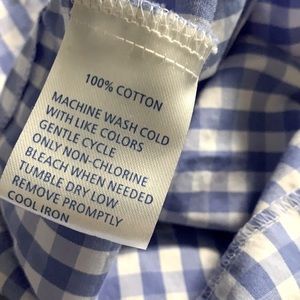 100% COTTON
MACHINE WASH COLD
WITH LIKE COLORS
GENTLE CYCLE
ONLY NON-CHLORINE
BLEACH WHEN NEEDED
TUMBLE DRY LOW
REMOVE PROMPTLY
COOL IRON